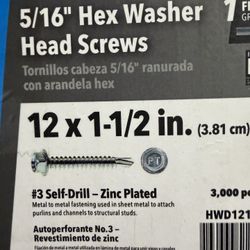 5/16" Hex Washer
Head Screws
Tornillos cabeza 5/16" ranurada
con arandela hex
12 x 1-1/2 in. (3.81 cm)
#3 Self-Drill – Zinc Plated
Metal to metal fastening used in sheet metal to attach
purlins and channels to structural studs.
Autoperforante No.3 –
Revestimiento de zinc
3,000
HWD121